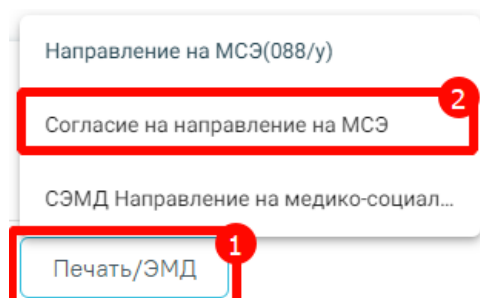 Направление на МСЭ(088/у)
2
Согласие на направление на МСЭ
СЭМД Направление на медико-социал...
1
Печать/ЭМД